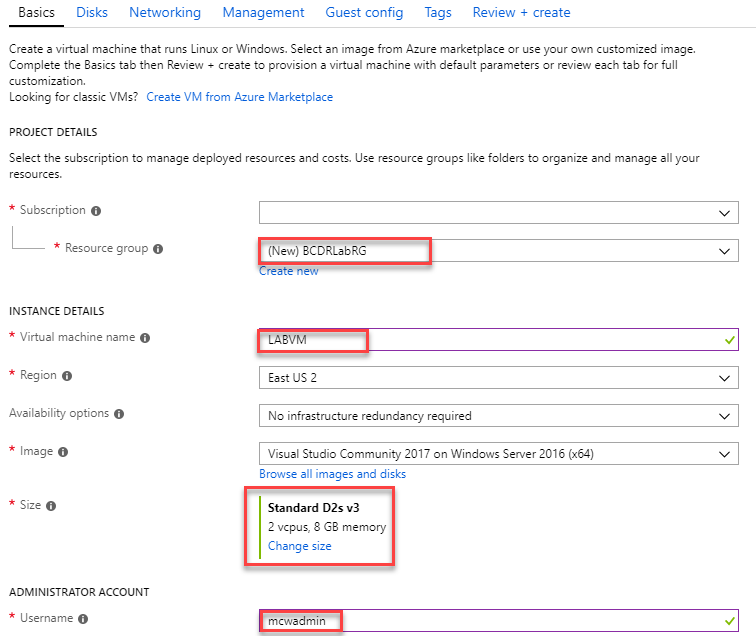 Basics Disks Networking Management Guest config Tags Review + create
Create a virtual machine that runs Linux or Windows. Select an image from Azure marketplace or use your own customized image.
Complete the Basics tab then Review + create to provision a virtual machine with default parameters or review each tab for full
customization.
Looking for classic VMs? Create VM from Azure Marketplace
PROJECT DETAILS
Select the subscription to manage deployed resources and costs. Use resource groups like folders to organize and manage all your
resources.
* Subscription
* Resource group (New) BCDRLabRG
Create new
INSTANCE DETAILS
* Virtual machine name LABVM
* Region East US 2
Availability options No infrastructure redundancy required
* Image Visual Studio Community 2017 on Windows Server 2016 (x64)
Browse all images and disks
* Size Standard D2s v3
2 vcpus, 8 GB memory
Change size
ADMINISTRATOR ACCOUNT
* Username mcwadmin